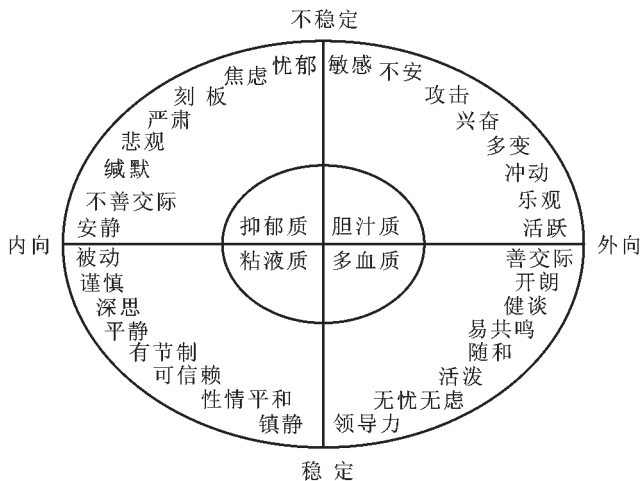 不稳定
忧郁 敏感
焦虑 不安
刻 板 攻击
严肃 兴奋
悲观 多变
缄默 冲动
不善交际 乐观
安静 抑郁质 胆汁质 活跃
内向 外向
被动 粘液质 多血质 善交际
谨慎 开朗
深思 健谈
平静 易共鸣
有节制 随和
可信赖 活泼
性情平和 无忧无虑
镇静 领导力
稳 定